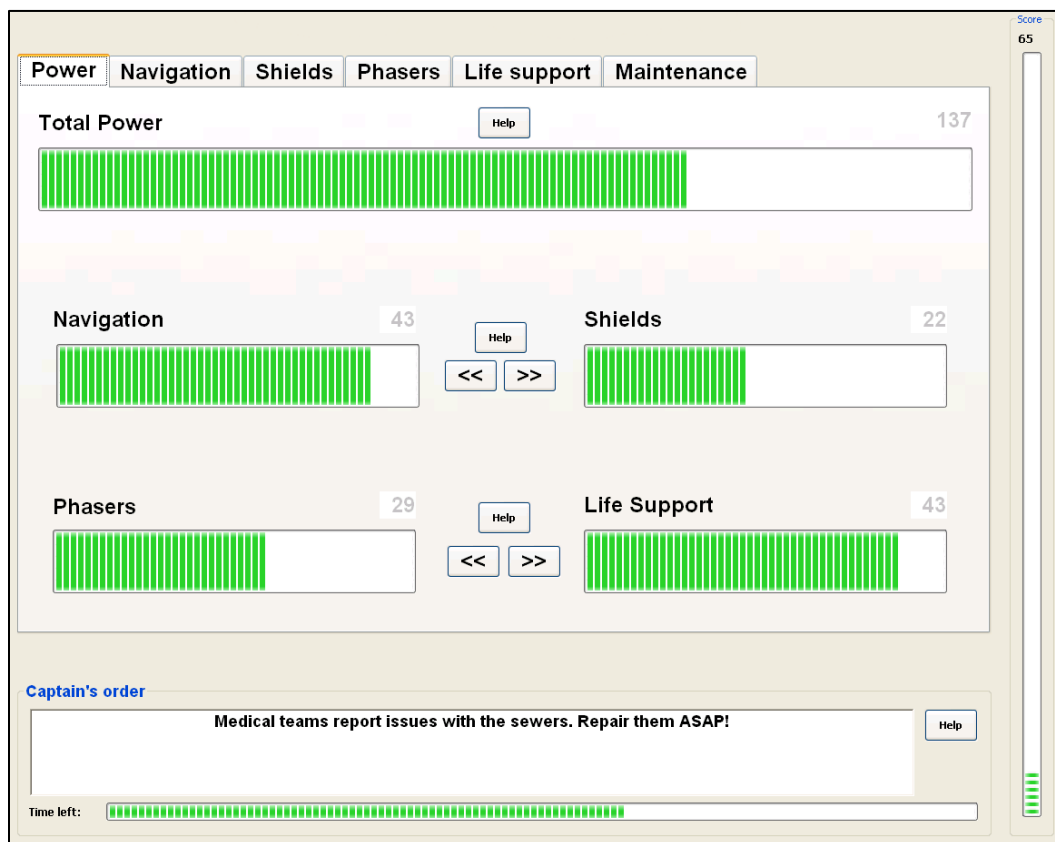 Score
65
Power Navigation Shields Phasers Life support Maintenance
Total Power Help 137
Navigation 43 Help Shields 22
<< >>
Phasers 29 Help Life Support 43
<< >>
Captain's order
Medical teams report issues with the sewers. Repair them ASAP!
Help
Time left: